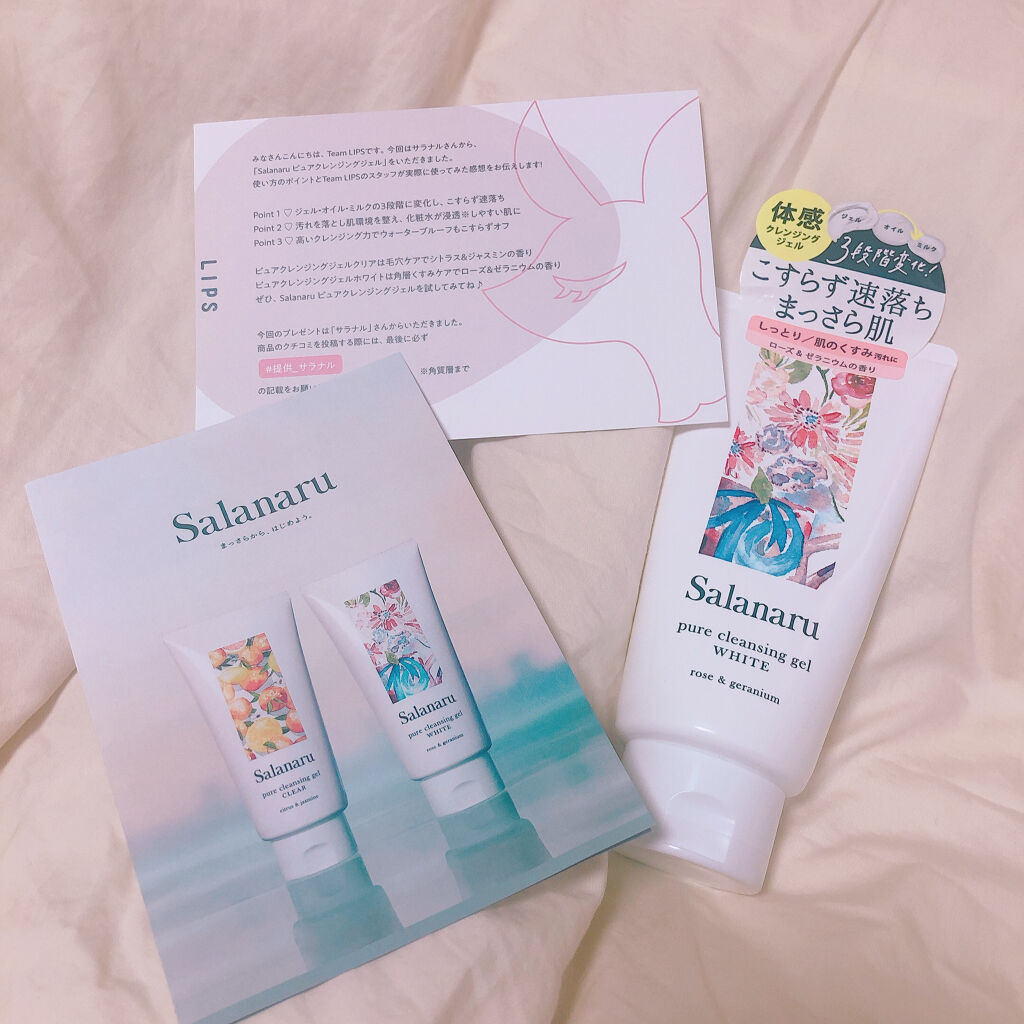 みなさんこんにちは、Team LIPSです。今回はサラナルさんから、
「Salanaru ピュアクレンジングジェル」をいただきました。
使い方のポイントとTeam LIPSのスタッフが実際に使ってみた感想をお伝えします!
Point 1 ♡ ジェル・オイル・ミルクの3段階に変化し、こすらず速落ち
Point 2 ♡ 汚れを落とし肌環境を整え、化粧水が浸透※しやすい肌に
Point 3 ♡ 高いクレンジング力でウォータープルーフもこすらずオフ
ピュアクレンジングジェルクリアは毛穴ケアでシトラス&ジャスミンの香り
ピュアクレンジングジェルホワイトは角層くすみケアでローズ&ゼラニウムの香り
ぜひ、Salanaru ピュアクレンジングジェルを試してみてね♪
今回のプレゼントは「サラナル」さんからいただきました。
商品のクチコミを投稿する際には、最後に必ず
#提供_サラナル
※角質層まで
の記載をお願い
LIPS
Salanaru
まっさらから、はじめよう。
Salanaru
pure cleansing gel
CLEAR
citrus & jasmine
Salanaru
pure cleansing gel
WHITE
rose & geranium
体感
クレンジング
ジェル
ジェル オイル ミルク
3段階変化!
こすらず速落ち
まっさら肌
しっとり/肌のくすみ汚れに
ローズ&ゼラニウムの香り
Salanaru
pure cleansing gel
WHITE
rose & geranium